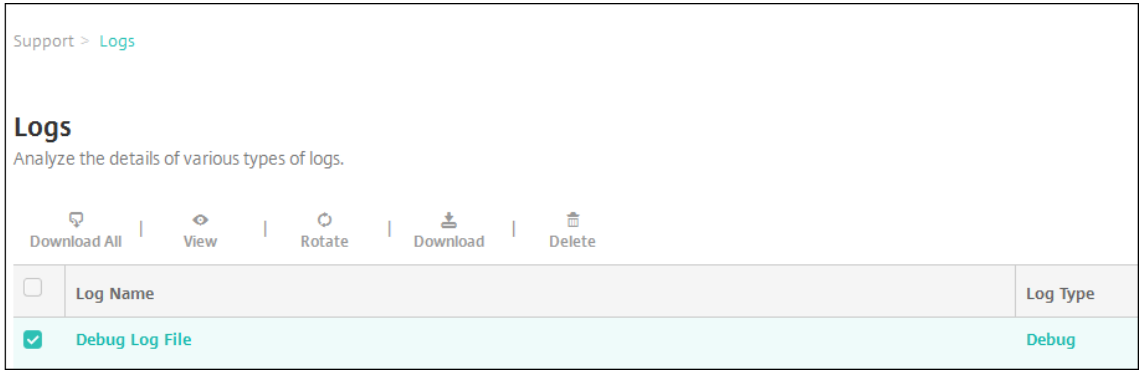 Support > Logs
Logs
Analyze the details of various types of logs.
Download All | View | Rotate | Download | Delete
Log Name Log Type
Debug Log File Debug